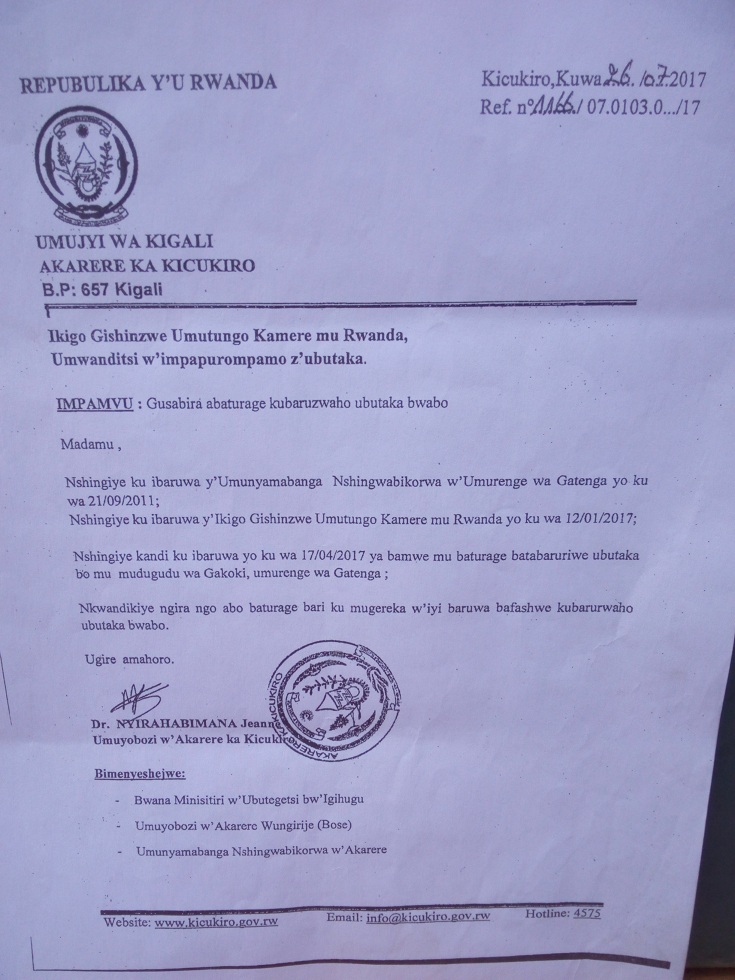 REPUBULIKA Y'U RWANDA
Kicukiro,Kuwa 26. /07.2017
Ref. n° 1166./ 07.0103.0.../17
UMUJYI WA KIGALI
AKARERE KA KICUKIRO
B.P: 657 Kigali
Ikigo Gishinzwe Umutungo Kamere mu Rwanda,
Umwanditsi w'impapurompamo z'ubutaka.
IMPAMVU : Gusabira abaturage kubaruzwaho ubutaka bwabo
Madamu ,
Nshingiye ku ibaruwa y'Umunyamabanga Nshingwabikorwa w'Umurenge wa Gatenga yo ku
wa 21/09/2011;
Nshingiye ku ibaruwa y'Ikigo Gishinzwe Umutungo Kamere mu Rwanda yo ku wa 12/01/2017;
Nshingiye kandi ku ibaruwa yo ku wa 17/04/2017 ya bamwe mu baturage batabaruriwe ubutaka
bo mu mudugudu wa Gakoki, umurenge wa Gatenga ;
Nkwandikiye ngira ngo abo baturage bari ku mugereka w'iyi baruwa bafashwe kubarurwaho
ubutaka bwabo.
Ugire amahoro.
Dr. NYIRAHABIMANA Jeanne
Umuyobozi w'Akarere ka Kicukiro
AKARERE KA KICUKIRO
Bimenyeshejwe:
- Bwana Minisitiri w'Ubutegetsi bw'Igihugu
- Umuyobozi w'Akarere Wungirije (Bose)
- Umunyamabanga Nshingwabikorwa w'Akarere
Website: www.kicukiro.gov.rw Email: info@kicukiro.gov.rw Hotline: 4575